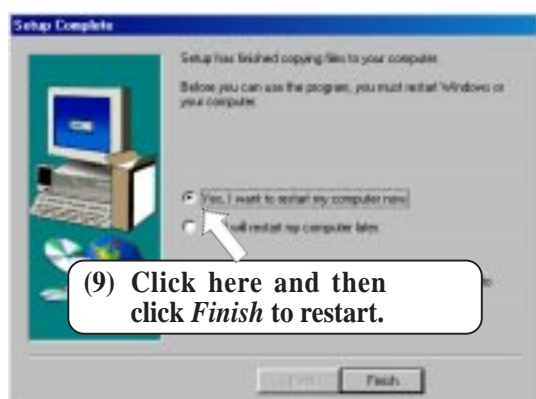 Setup Complete
Setup has finished copying files to your computer.
Before you can use the program, you must restart Windows or
your computer.
Yes, I want to restart my computer now.
I will restart my computer later.
(9) Click here and then
click Finish to restart.
Finish